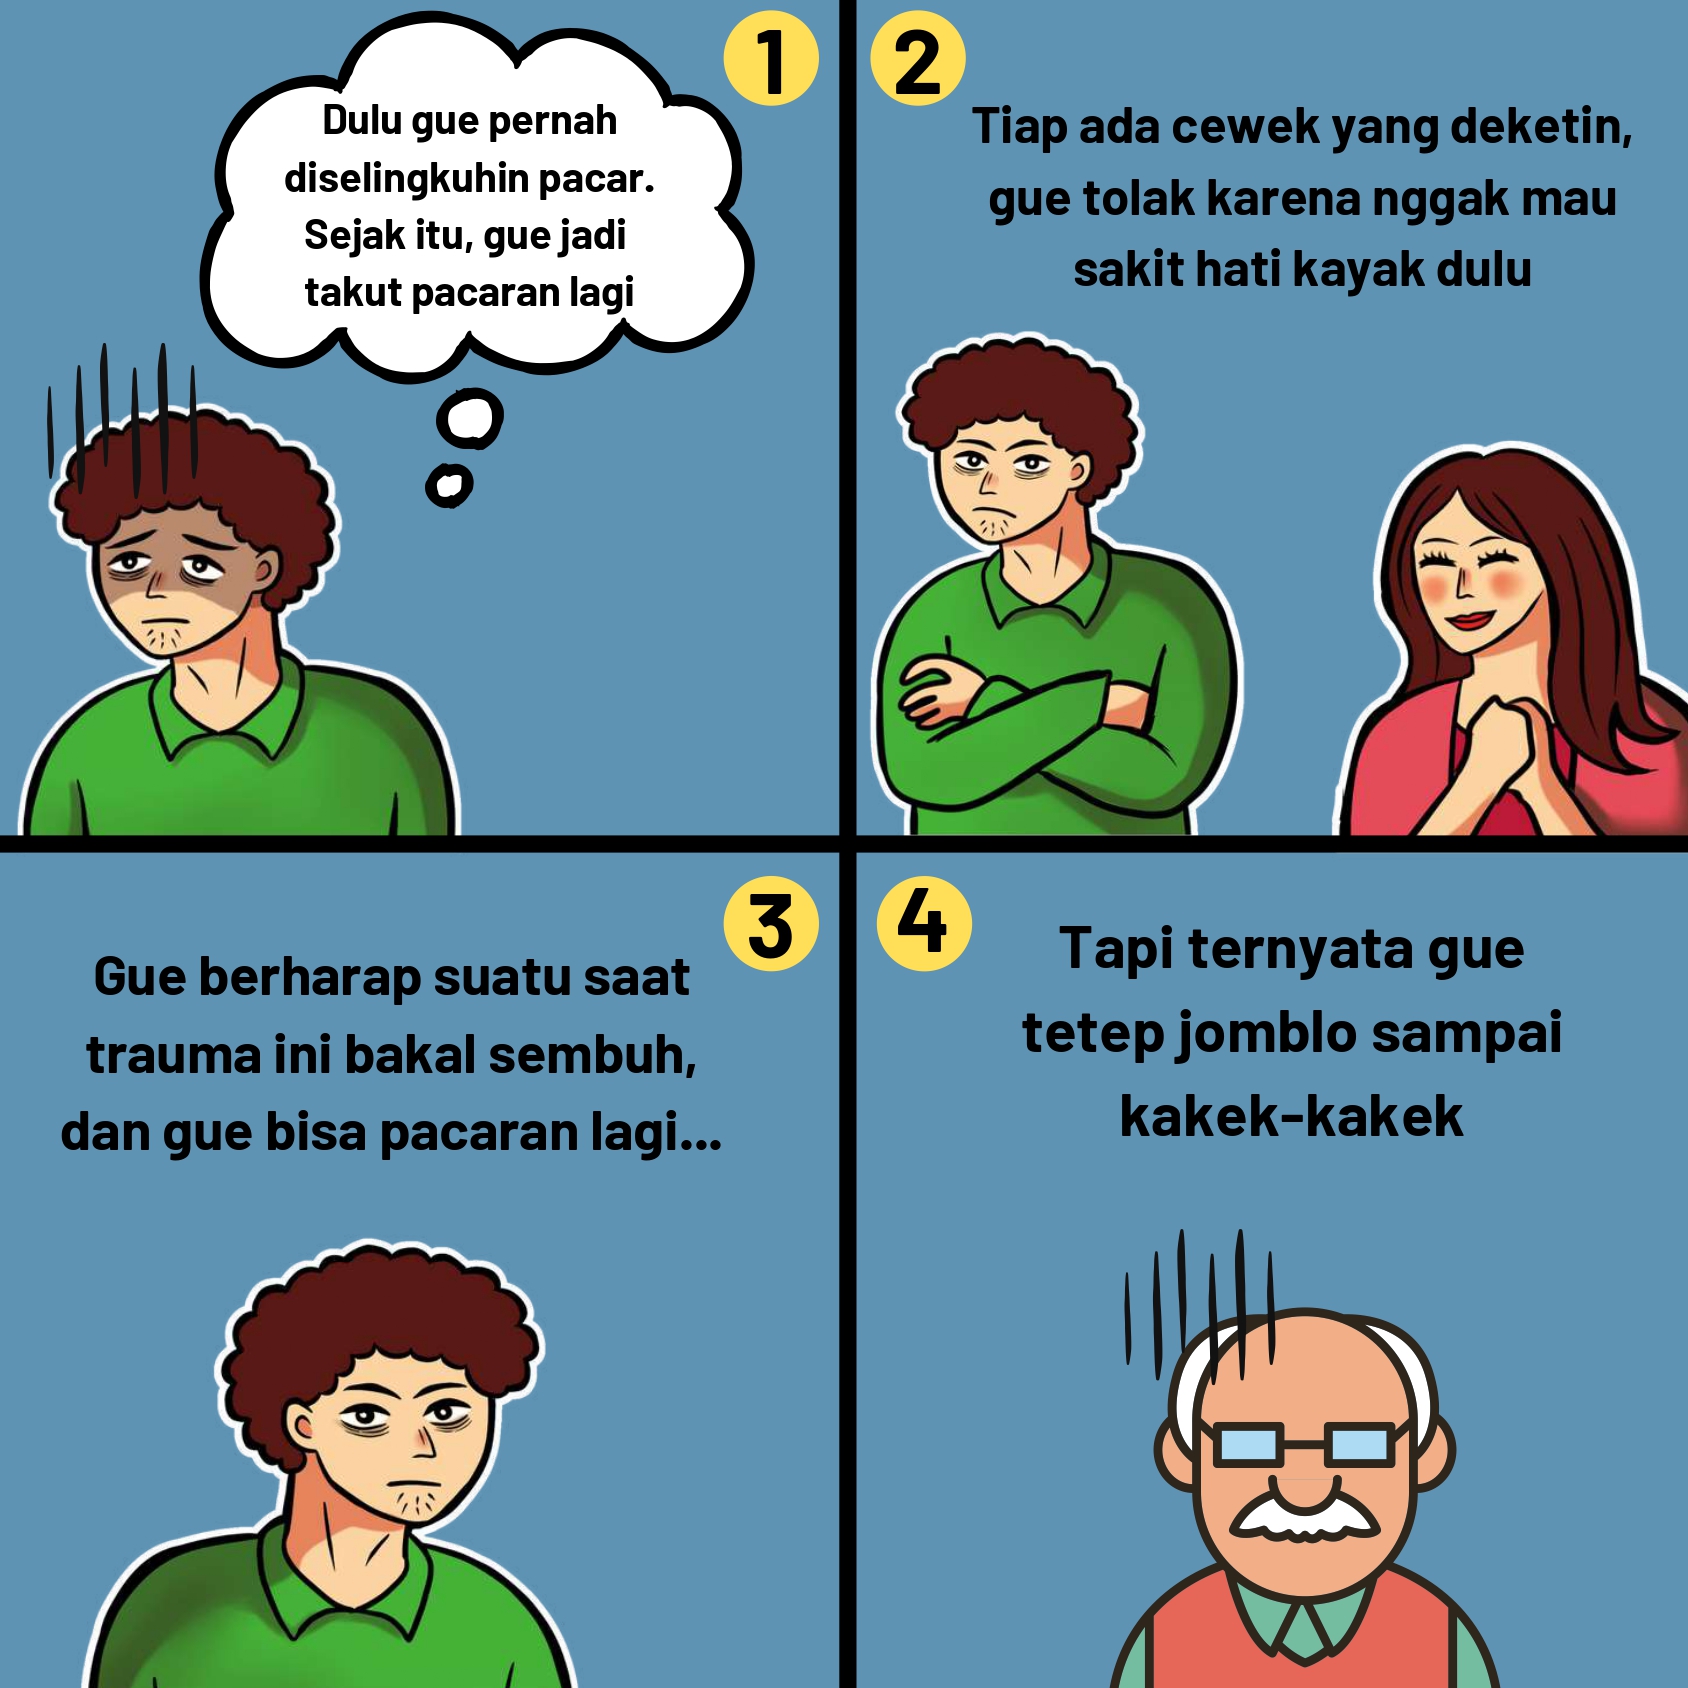 1
Dulu gue pernah
diselingkuhin pacar.
Sejak itu, gue jadi
takut pacaran lagi
2
Tiap ada cewek yang deketin,
gue tolak karena nggak mau
sakit hati kayak dulu
3
Gue berharap suatu saat
trauma ini bakal sembuh,
dan gue bisa pacaran lagi...
4
Tapi ternyata gue
tetep jomblo sampai
kakek-kakek